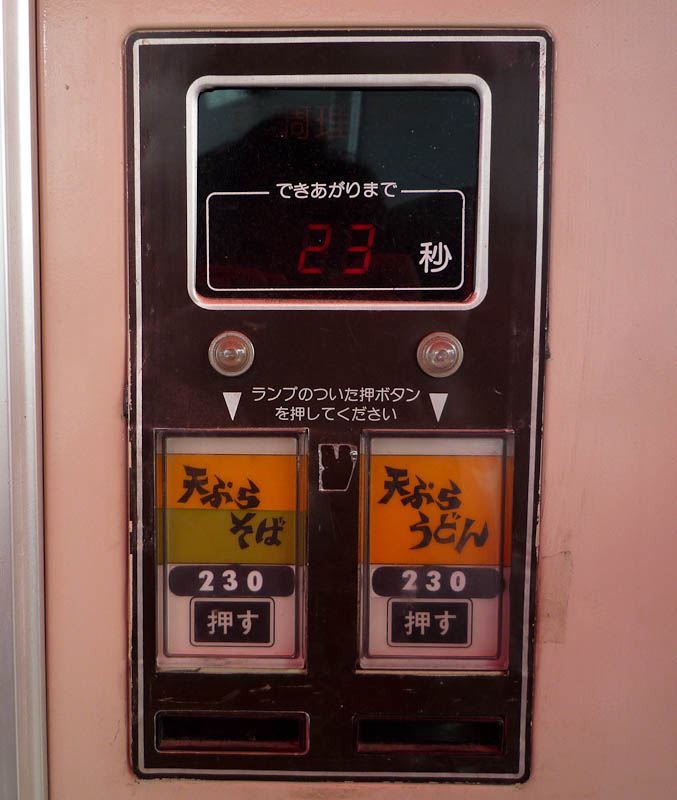 調理
できあがりまで
23 秒
ランプのついた押ボタン
を押してください
天ぷら
そば
230
押す
天ぷら
うどん
230
押す